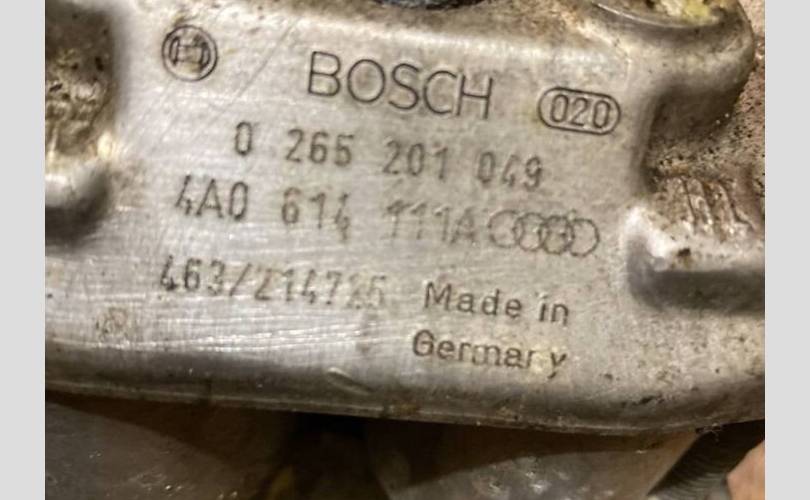 BOSCH 020
0 265 201 049
4A0 614 111A
463/214725 Made in
Germany